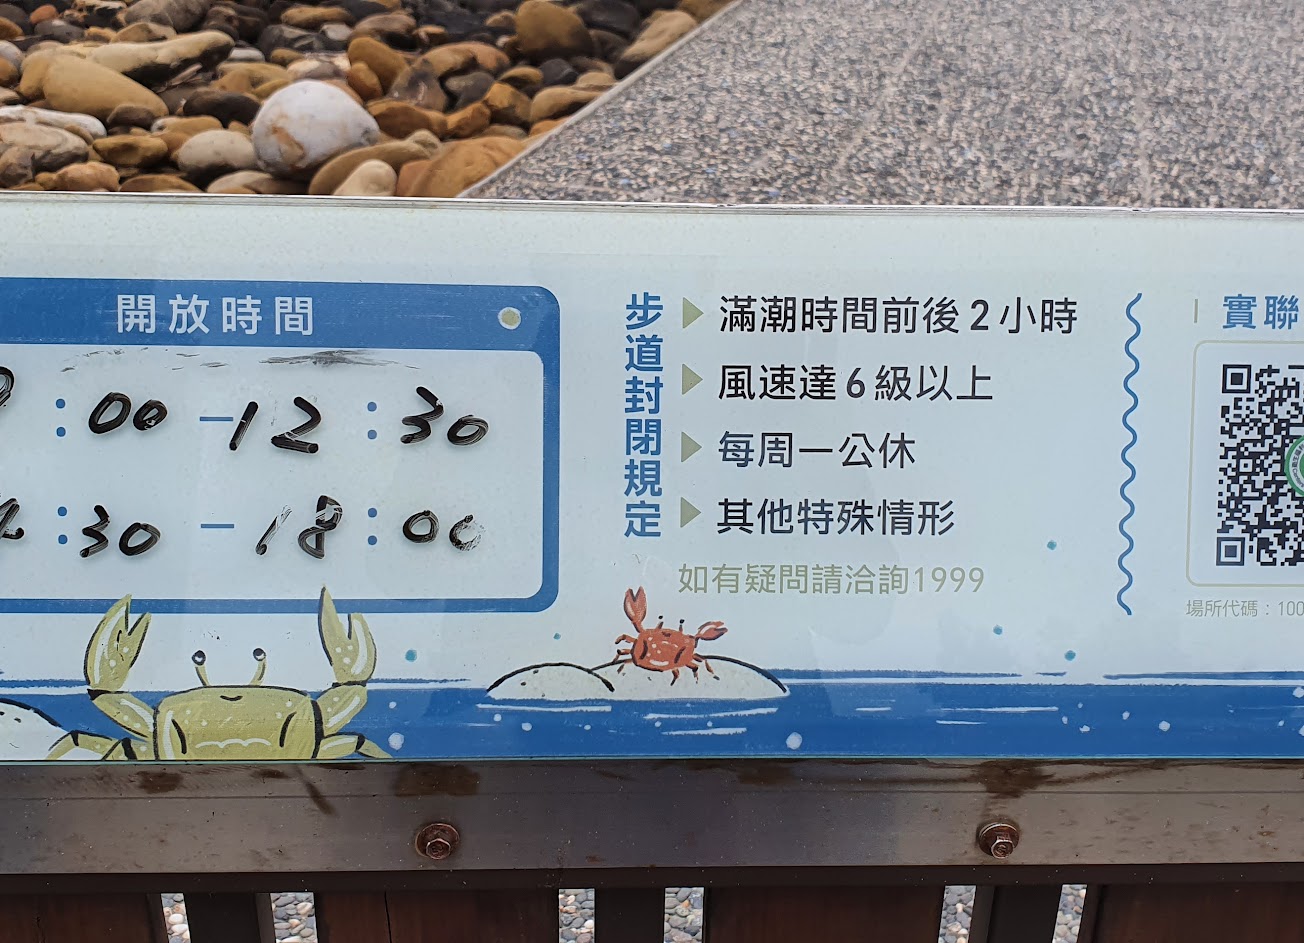 開放時間
: 00 - 12 : 30
: 30 - 18 : 00
步道封閉規定
滿潮時間前後2小時
風速達6級以上
每周一公休
其他特殊情形
如有疑問請洽詢1999
實聯
場所代碼：100